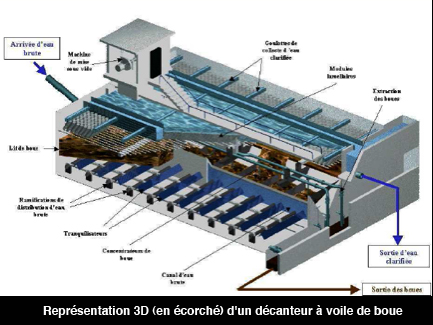 Arrivée d'eau
brute
Machine
de mise
sous vide
Goulottes de
collecte d'eau
clarifiée
Modules
lamellaires
Extraction
des boues
Lit de boue
Ramifications de
distribution d'eau
brute
Tranquilisateurs
Concentrateurs de
boue
Canal d'eau
brute
Sortie d'eau
clarifiée
Sortie des boues
Représentation 3D (en écorché) d'un décanteur à voile de boue